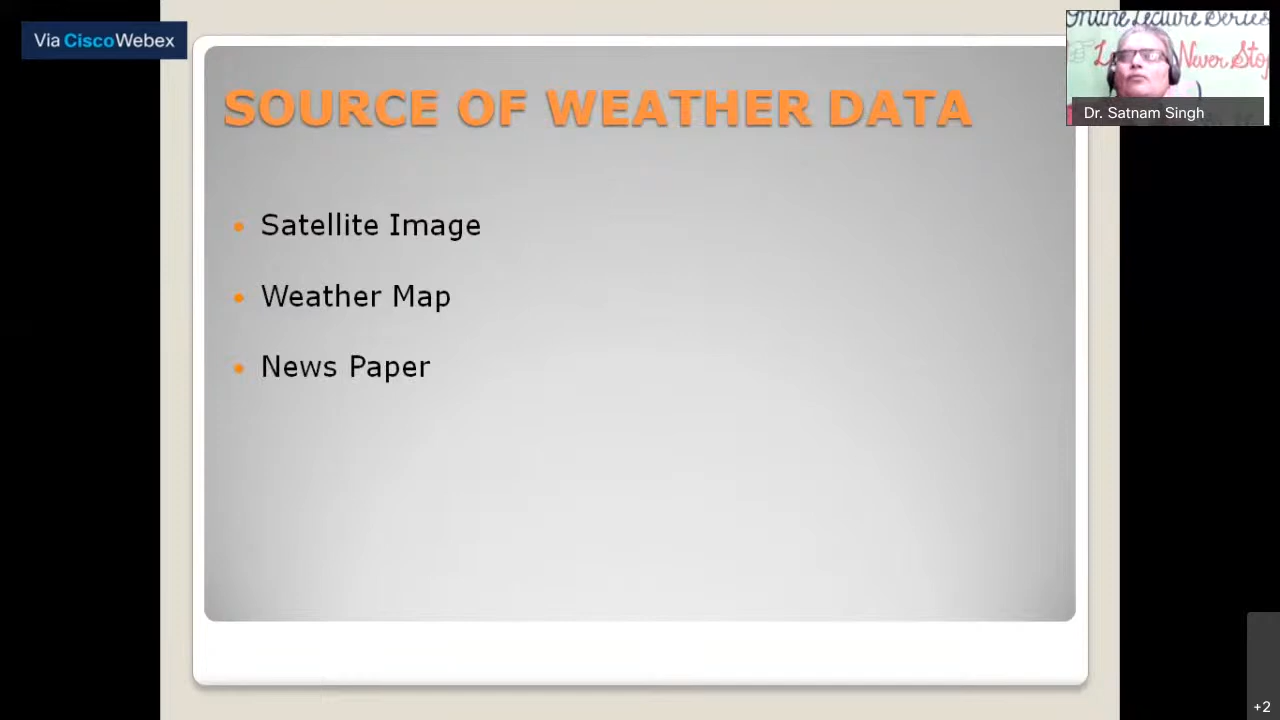 Via CiscoWebex
SOURCE OF WEATHER DATA
Online Lecture Series
Never Stop
Dr. Satnam Singh
• Satellite Image
• Weather Map
• News Paper
+2